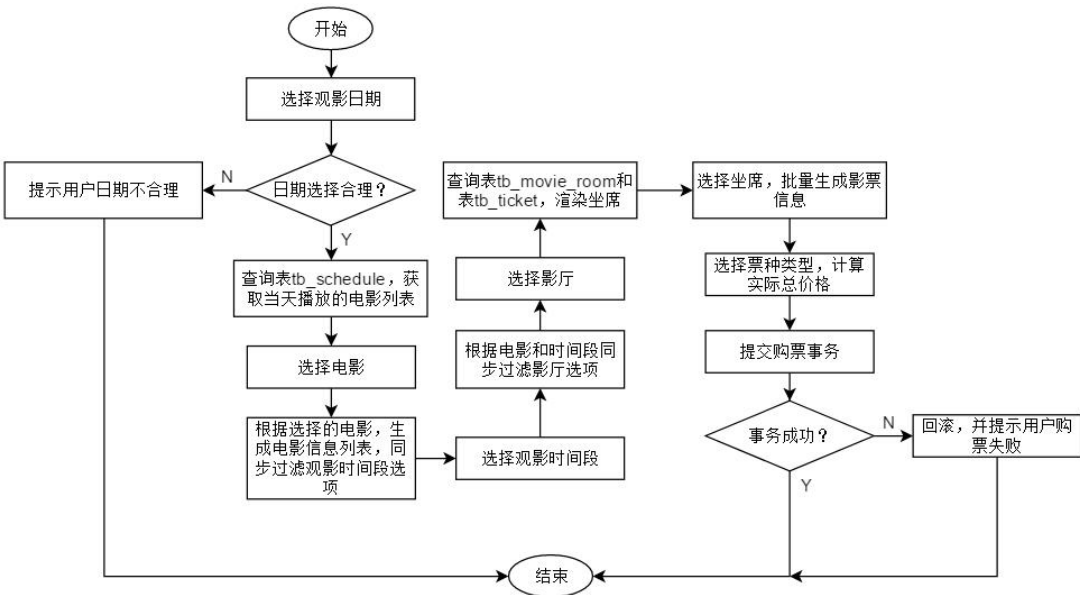 开始
选择观影日期
日期选择合理？
N
提示用户日期不合理
Y
查询表tb_schedule，获
取当天播放的电影列表
选择电影
根据选择的电影，生
成电影信息列表，同
步过滤观影时间段选
项
选择观影时间段
根据电影和时间段同
步过滤影厅选项
选择影厅
查询表tb_movie_room和
表tb_ticket，渲染坐席
选择坐席，批量生成影票
信息
选择票种类型，计算
实际总价格
提交购票事务
事务成功？
N
回滚，并提示用户购
票失败
Y
结束